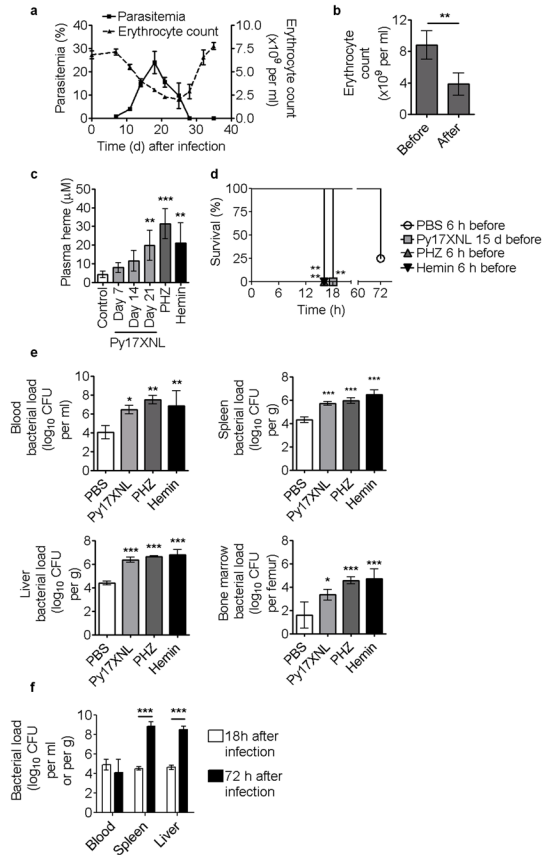 a
Parasitemia
Erythrocyte count
Parasitemia (%)
40
30
20
10
0
10.0
7.5
5.0
2.5
0.0
Erythrocyte
count
(x10⁹ per ml)
0 10 20 30 40
Time (d) after infection
b
**
Erythrocyte
count
(x10⁹ per ml)
12
8
4
0
Before
After
c
Plasma heme (μM)
50
40
30
20
10
0
** *** **
Control
Day 7
Day 14
Day 21
PHZ
Hemin
Py17XNL
d
Survival (%)
100
75
50
25
0
**
** **
0 6 12 18 60 72
Time (h)
PBS 6 h before
Py17XNL 15 d before
PHZ 6 h before
Hemin 6 h before
e
Blood
bacterial load
(log₁₀ CFU
per ml)
10
8
6
4
2
0
* ** **
PBS
Py17XNL
PHZ
Hemin
Spleen
bacterial load
(log₁₀ CFU
per g)
8
6
4
2
0
*** *** ***
PBS
Py17XNL
PHZ
Hemin
Liver
bacterial load
(log₁₀ CFU
per g)
8
6
4
2
0
*** *** ***
PBS
Py17XNL
PHZ
Hemin
Bone marrow
bacterial load
(log₁₀ CFU
per femur)
8
6
4
2
0
* *** ***
PBS
Py17XNL
PHZ
Hemin
f
Bacterial load
(log₁₀ CFU
per ml
or per g)
10
8
6
4
2
0
*** ***
Blood
Spleen
Liver
18h after
infection
72 h after
infection